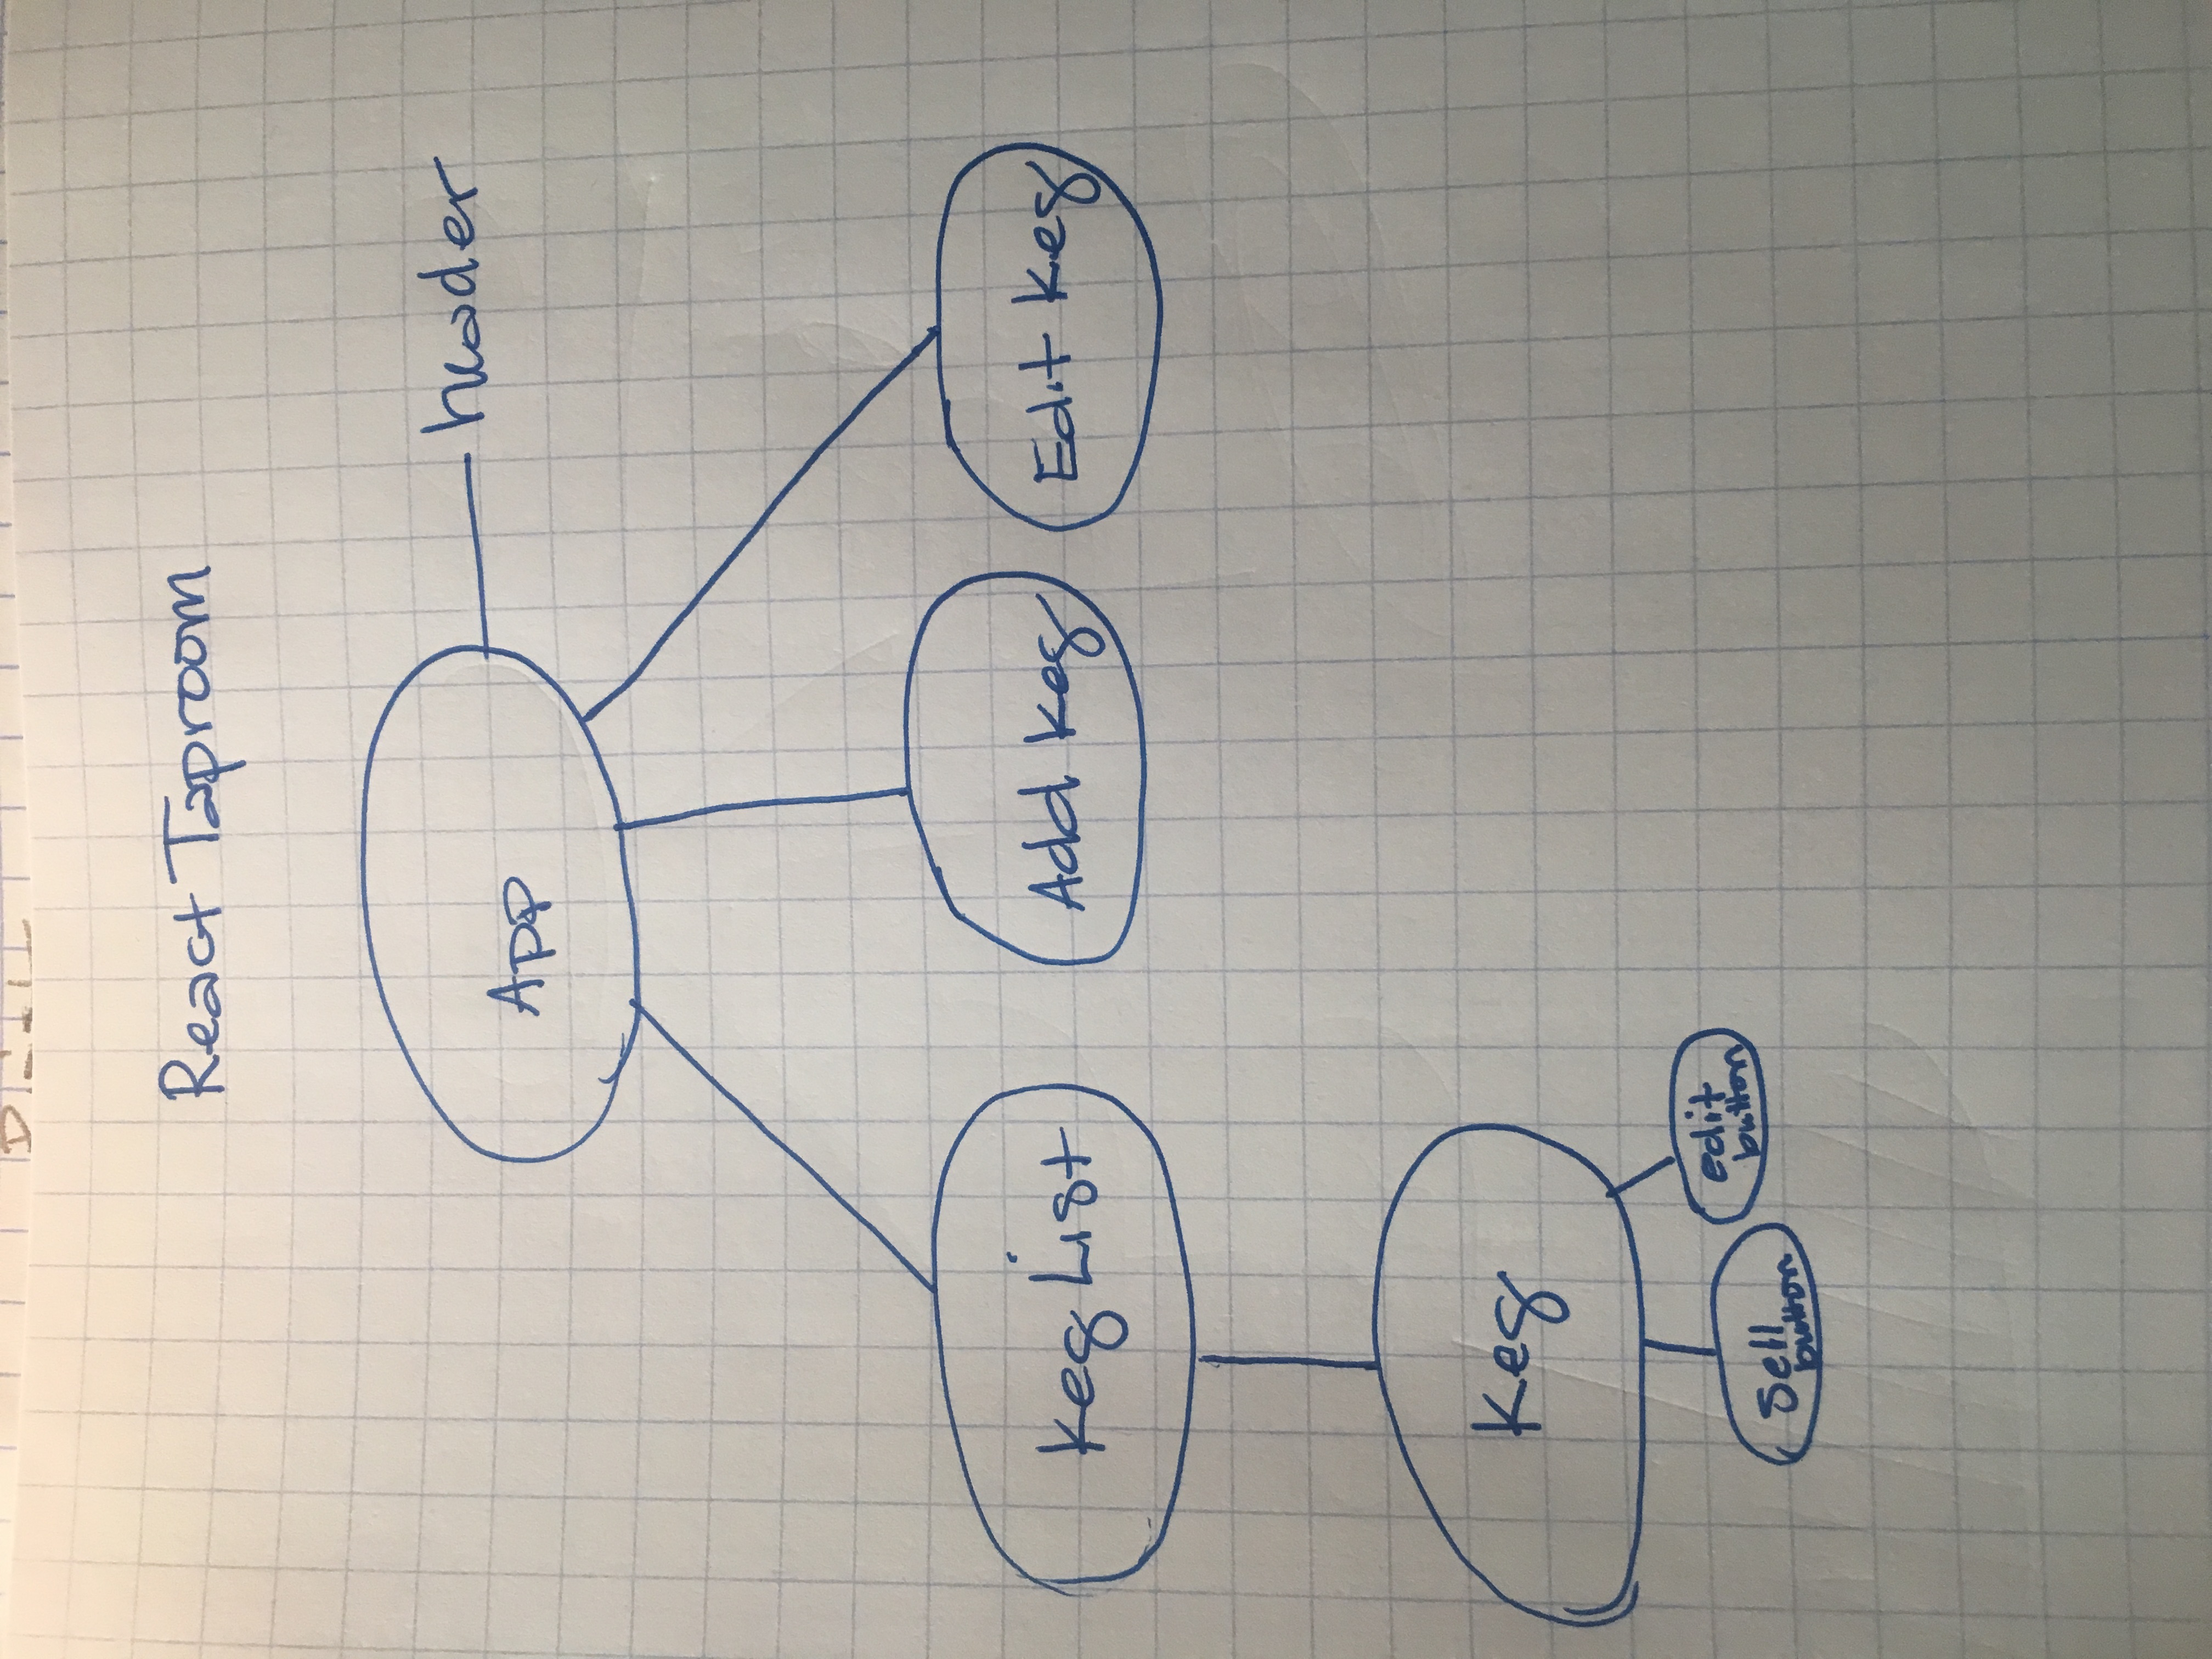 React Taproom
header
App
Keg List
Add Keg
Edit Keg
Keg
sell
button
edit
button